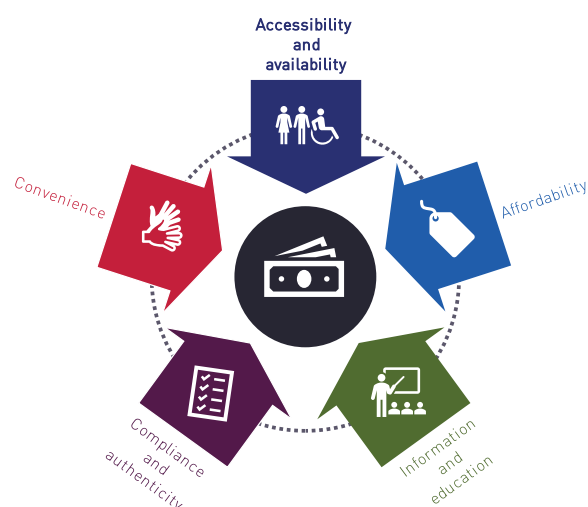 Accessibility
and
availability
Affordability
Information
and
education
Compliance
and
authenticity
Convenience